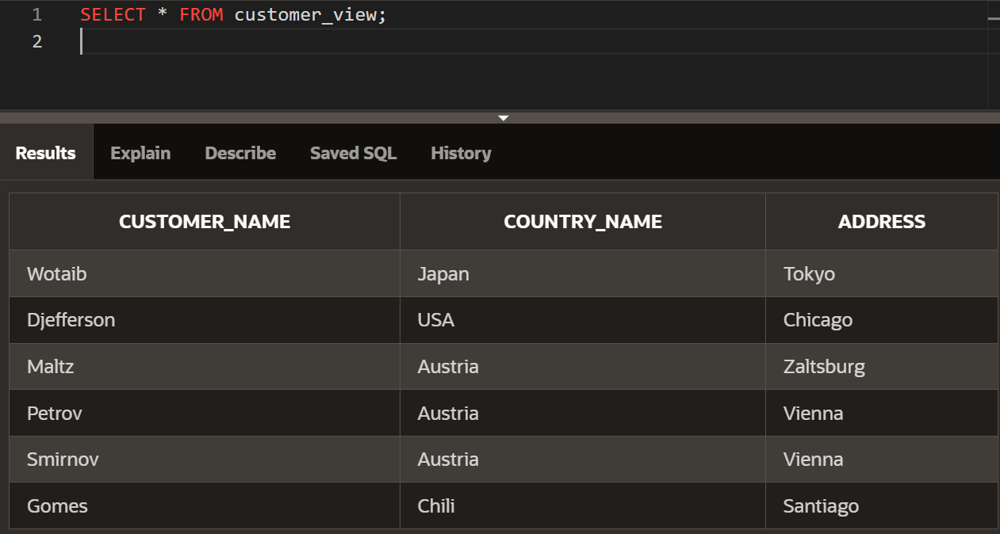 1 SELECT * FROM customer_view;
2
Results Explain Describe Saved SQL History
CUSTOMER_NAME COUNTRY_NAME ADDRESS
Wotaib Japan Tokyo
Djefferson USA Chicago
Maltz Austria Zaltsburg
Petrov Austria Vienna
Smirnov Austria Vienna
Gomes Chili Santiago